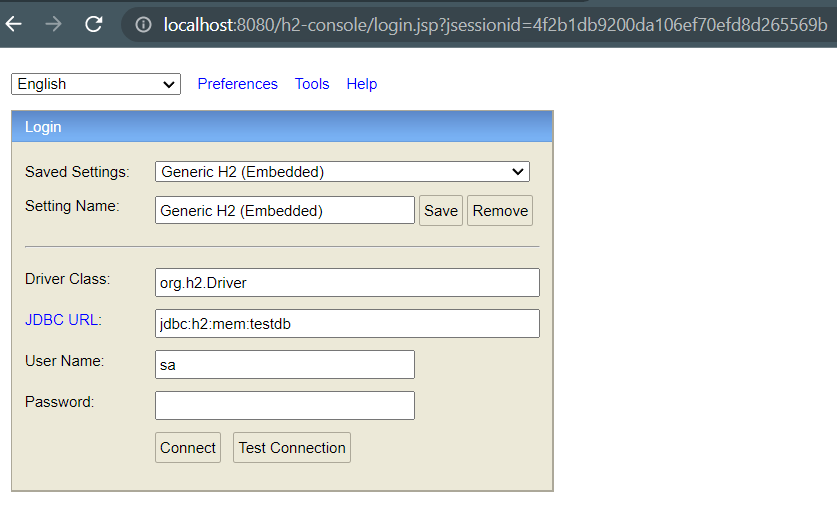 localhost:8080/h2-console/login.jsp?jsessionid=4f2b1db9200da106ef70efd8d265569b
English Preferences Tools Help
Login
Saved Settings: Generic H2 (Embedded)
Setting Name: Generic H2 (Embedded) Save Remove
Driver Class: org.h2.Driver
JDBC URL: jdbc:h2:mem:testdb
User Name: sa
Password:
Connect Test Connection